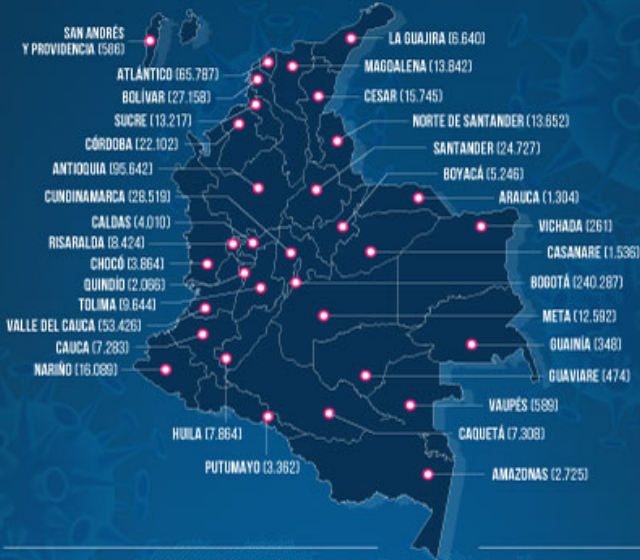 SAN ANDRÉS
Y PROVIDENCIA (586)
ATLÁNTICO (65.787)
BOLÍVAR (27.158)
SUCRE (13.217)
CÓRDOBA (22.102)
ANTIOQUIA (95.642)
CUNDINAMARCA (28.519)
CALDAS (4.010)
RISARALDA (8.424)
CHOCÓ (3.864)
QUINDÍO (2.066)
TOLIMA (9.644)
VALLE DEL CAUCA (53.426)
CAUCA (7.283)
NARIÑO (16.089)
HUILA (7.864)
PUTUMAYO (3.362)
LA GUAJIRA (6.640)
MAGDALENA (13.842)
CESAR (15.745)
NORTE DE SANTANDER (13.652)
SANTANDER (24.727)
BOYACÁ (5.246)
ARAUCA (1.304)
VICHADA (261)
CASANARE (1.536)
BOGOTÁ (240.287)
META (12.592)
GUAINÍA (348)
GUAVIARE (474)
VAUPÉS (589)
CAQUETÁ (7.308)
AMAZONAS (2.725)